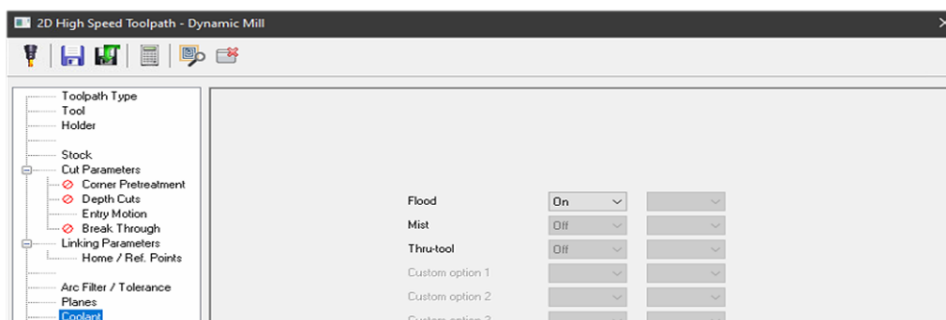 2D High Speed Toolpath - Dynamic Mill
Toolpath Type
Tool
Holder
Stock
Cut Parameters
Corner Pretreatment
Depth Cuts
Entry Motion
Break Through
Linking Parameters
Home / Ref. Points
Arc Filter / Tolerance
Planes
Coolant
Flood On
Mist Off
Thru-tool Off
Custom option 1
Custom option 2